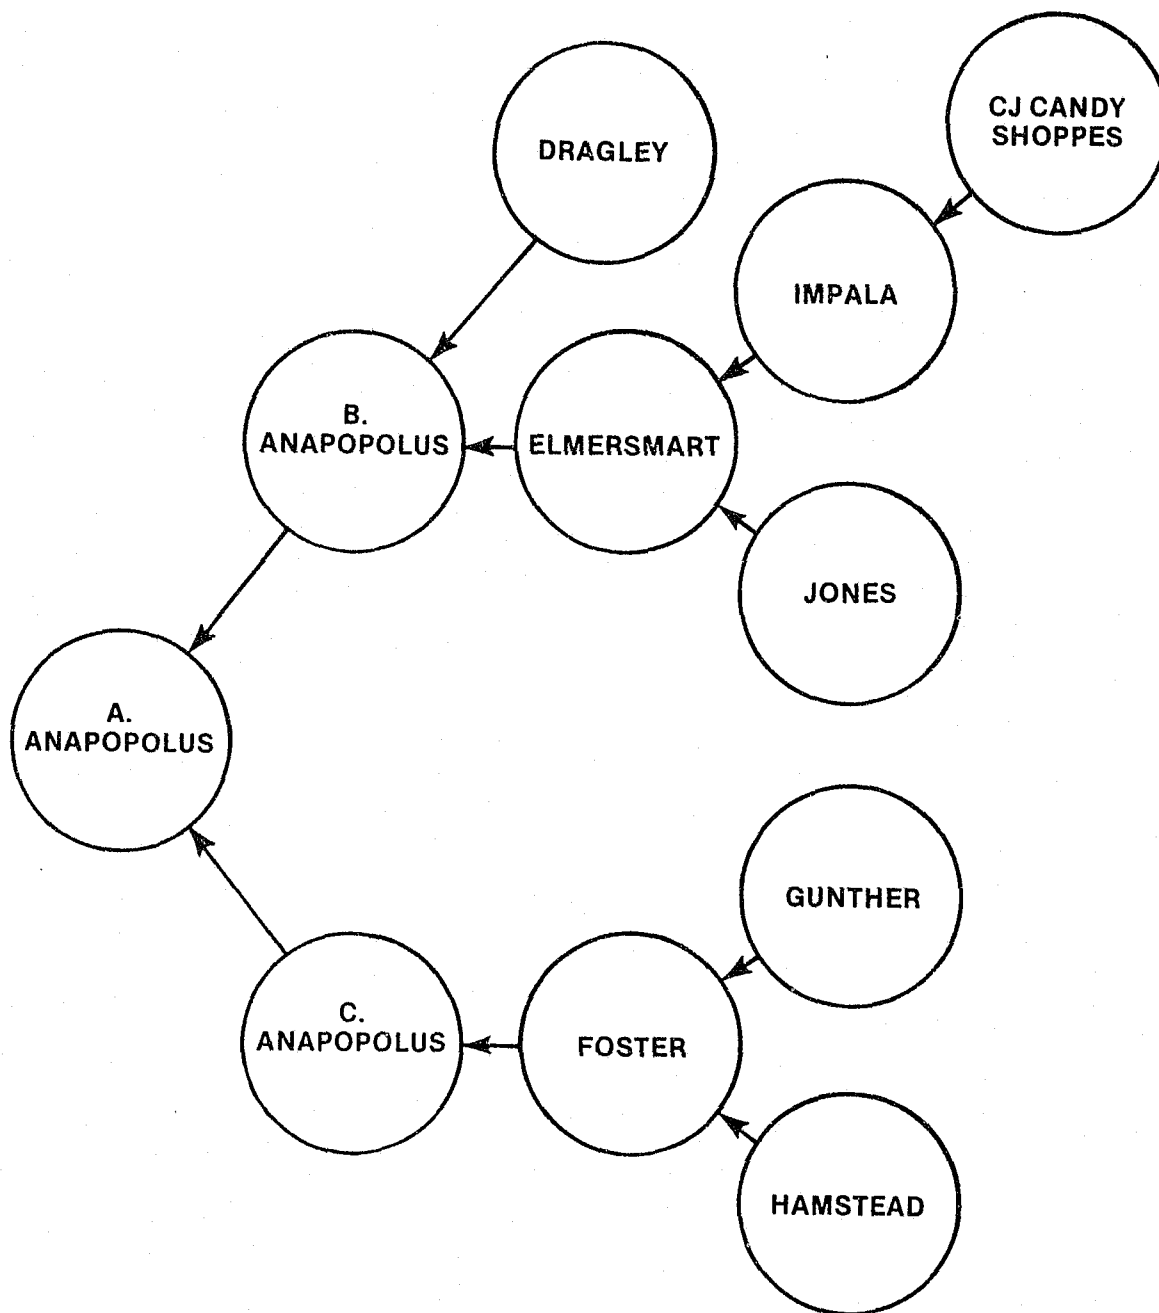 CJ CANDY
SHOPPES
DRAGLEY
IMPALA
B.
ANAPOPOLUS
ELMERSMART
JONES
A.
ANAPOPOLUS
GUNTHER
C.
ANAPOPOLUS
FOSTER
HAMSTEAD